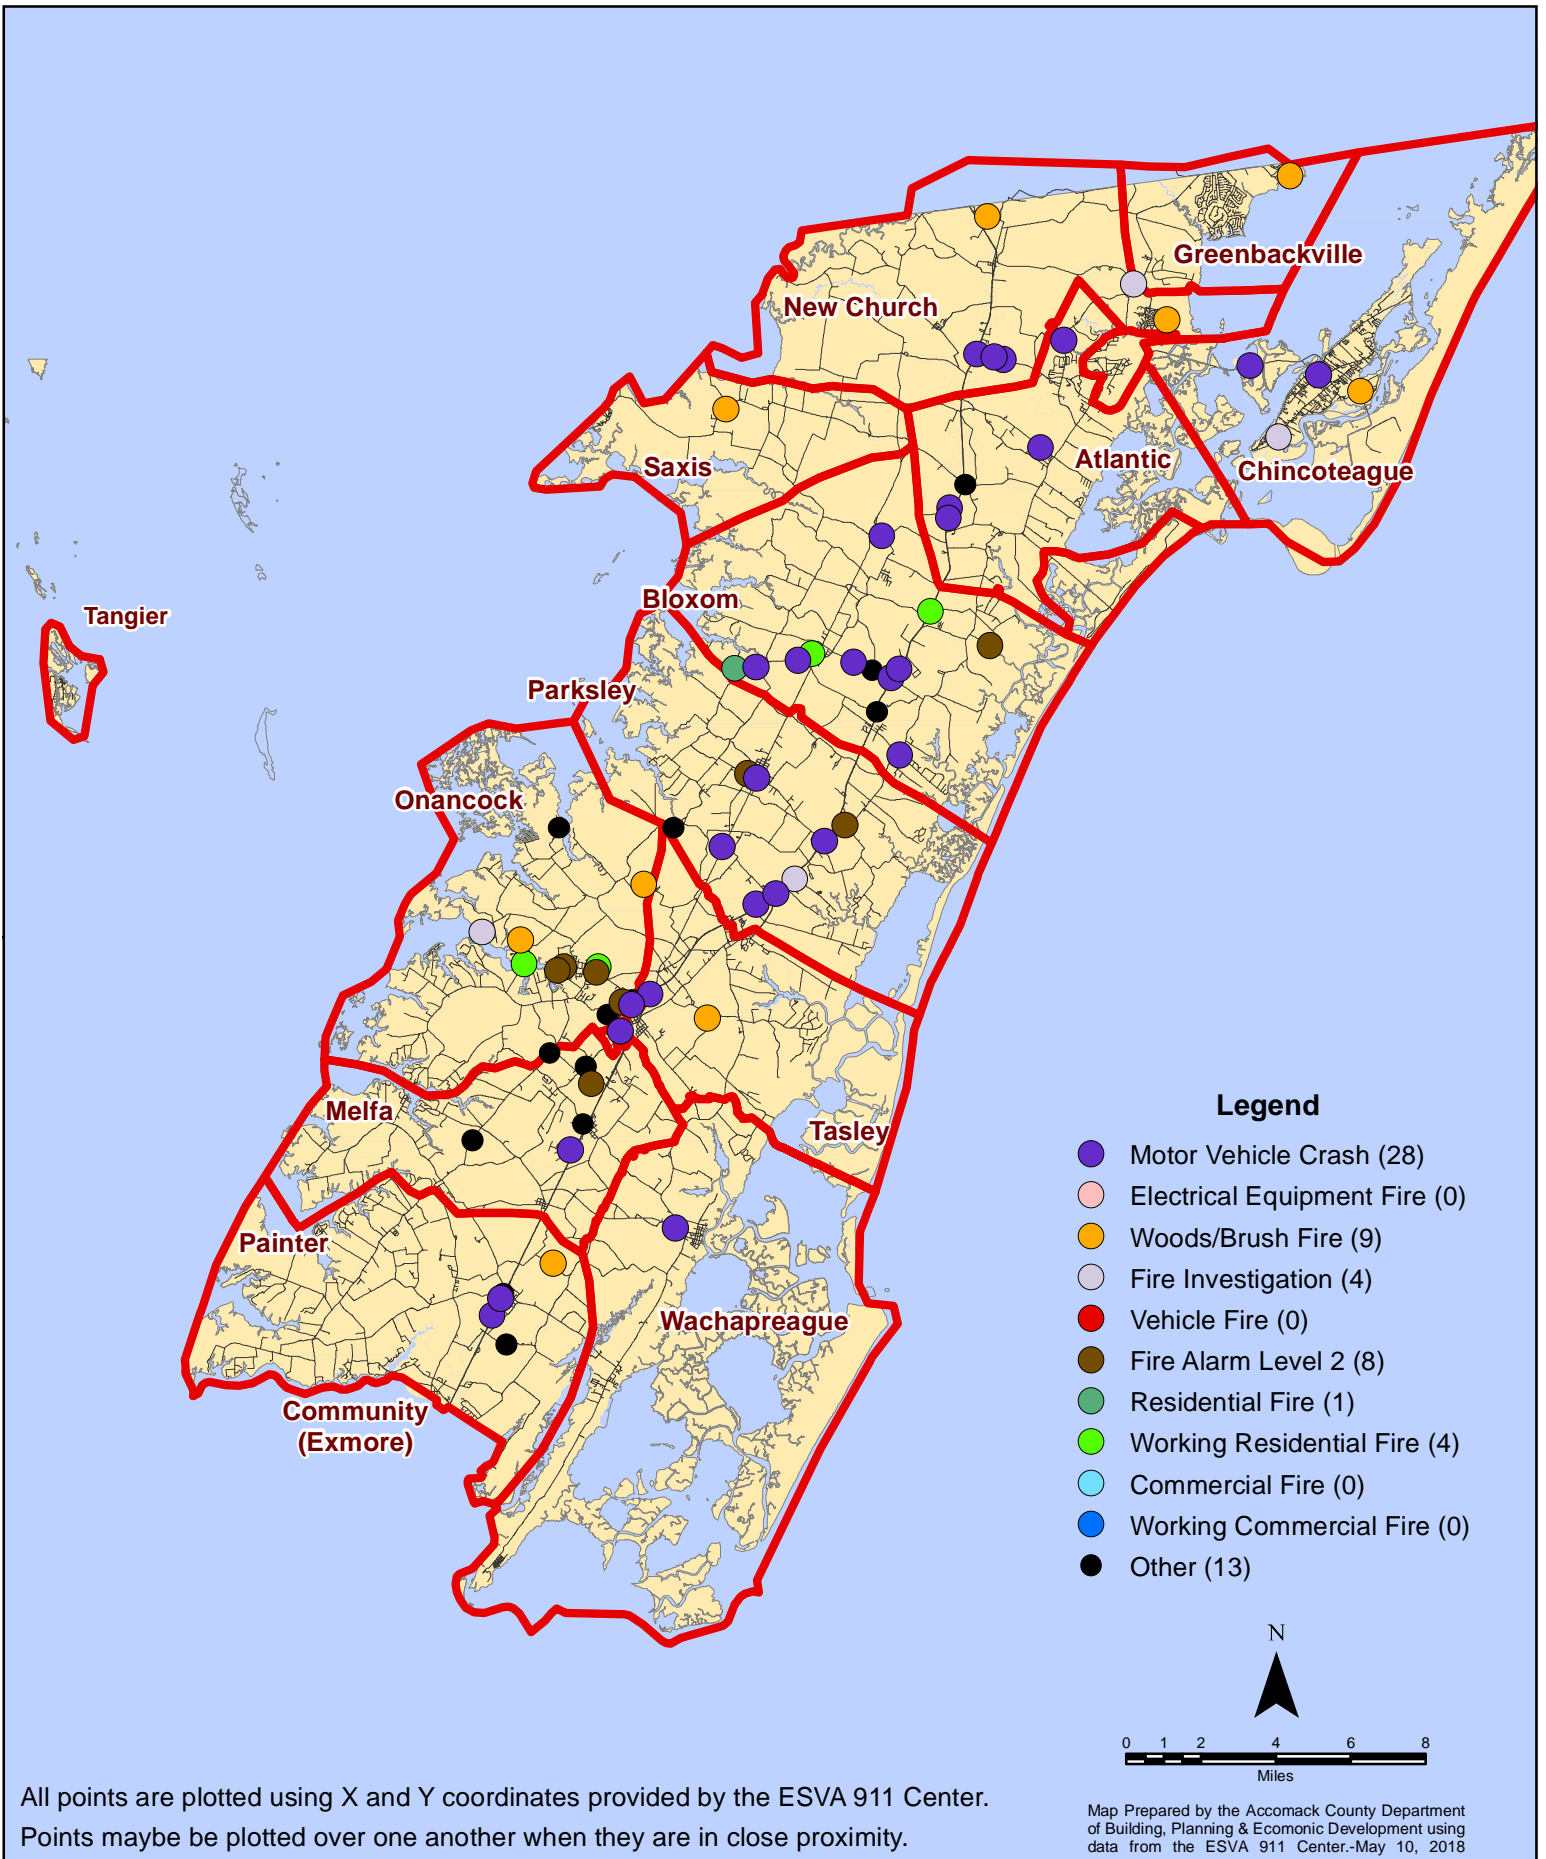 Greenbackville
New Church
Saxis
Atlantic
Chincoteague
Bloxom
Tangier
Parksley
Onancock
Melfa
Tasley
Painter
Wachapreague
Community
(Exmore)
Legend
Motor Vehicle Crash (28)
Electrical Equipment Fire (0)
Woods/Brush Fire (9)
Fire Investigation (4)
Vehicle Fire (0)
Fire Alarm Level 2 (8)
Residential Fire (1)
Working Residential Fire (4)
Commercial Fire (0)
Working Commercial Fire (0)
Other (13)
N
0 1 2 4 6 8
Miles
All points are plotted using X and Y coordinates provided by the ESVA 911 Center.
Points maybe be plotted over one another when they are in close proximity.
Map Prepared by the Accomack County Department
of Building, Planning & Ecomonic Development using
data from the ESVA 911 Center.-May 10, 2018